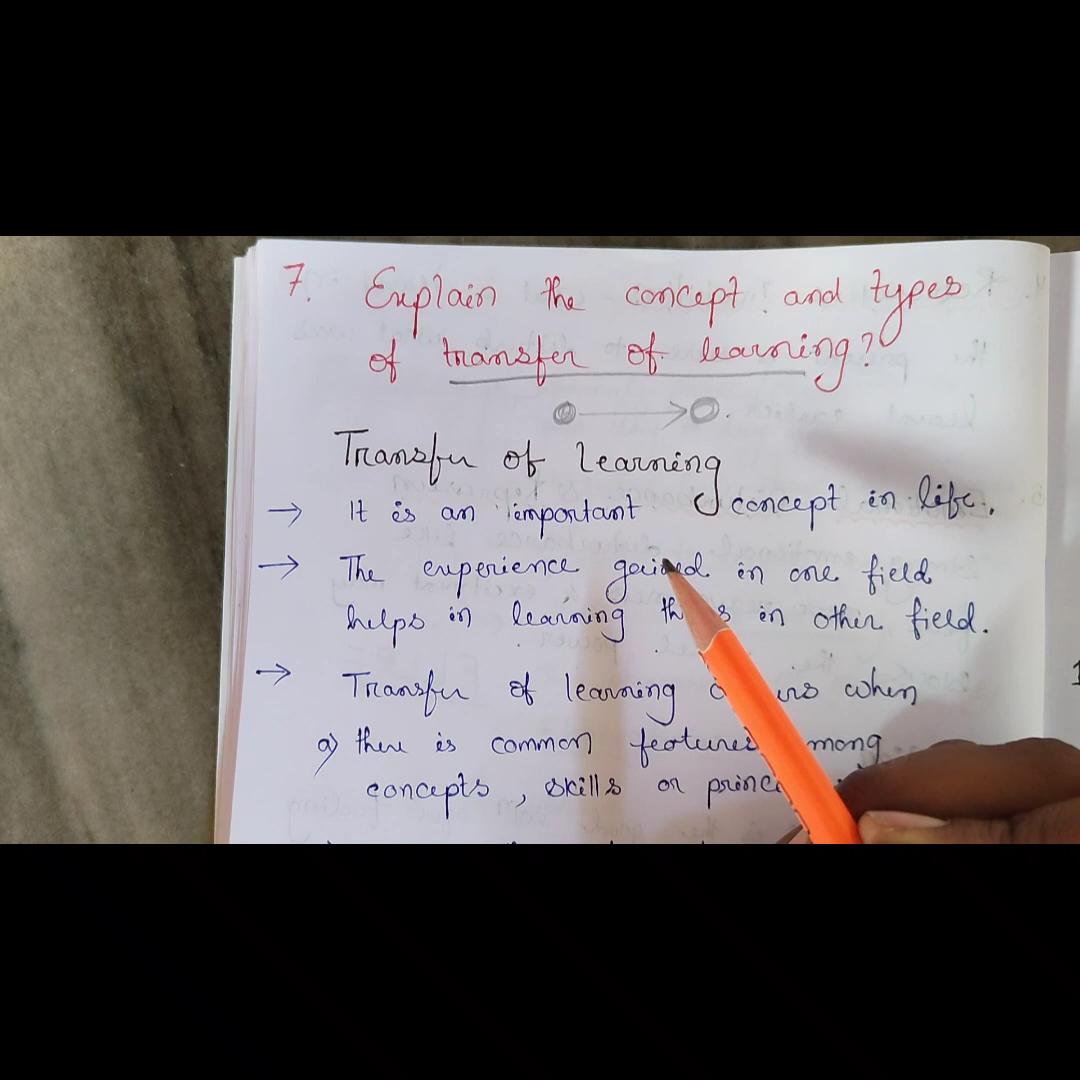 7. Explain the concept and types
of transfer of learning?
Transfer of learning
→ It is an important concept in life.
→ The experience gained in one field
helps in learning in other field.
→ Transfer of learning when
a) there is common features
concepts, skills or